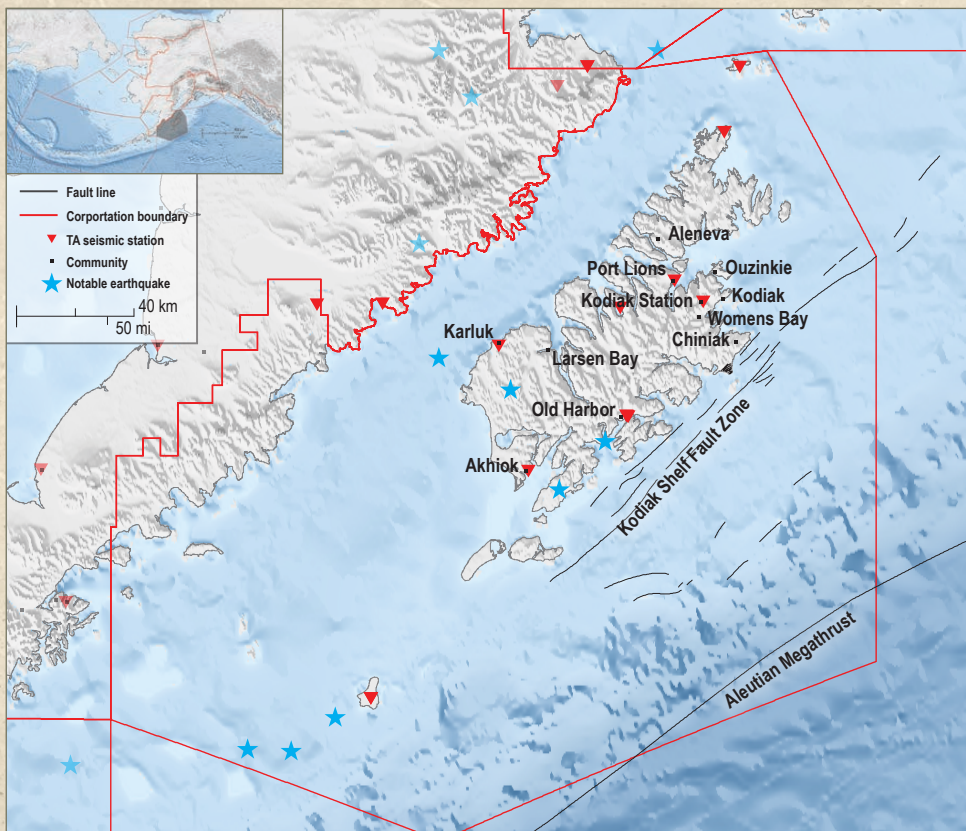 Fault line
Corportation boundary
TA seismic station
Community
Notable earthquake
40 km
50 mi
Aleneva
Port Lions
Ouzinkie
Kodiak Station
Kodiak
Womens Bay
Karluk
Chiniak
Larsen Bay
Old Harbor
Akhiok
Kodiak Shelf Fault Zone
Aleutian Megathrust